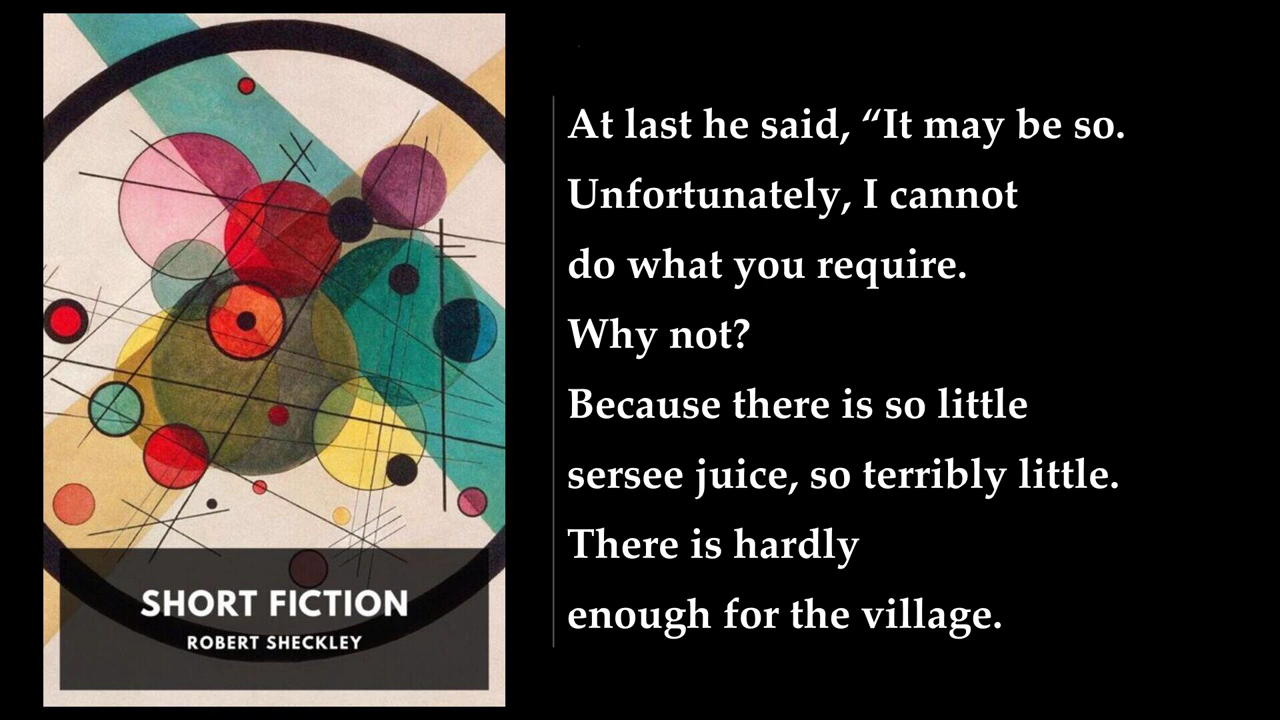 At last he said, “It may be so.
Unfortunately, I cannot
do what you require.
Why not?
Because there is so little
sersee juice, so terribly little.
There is hardly
enough for the village.
SHORT FICTION
ROBERT SHECKLEY